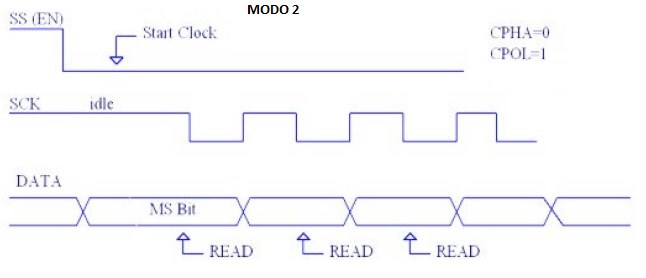 MODO 2
SS (EN)
Start Clock
CPHA=0
CPOL=1
SCK idle
DATA
MS Bit
READ READ READ